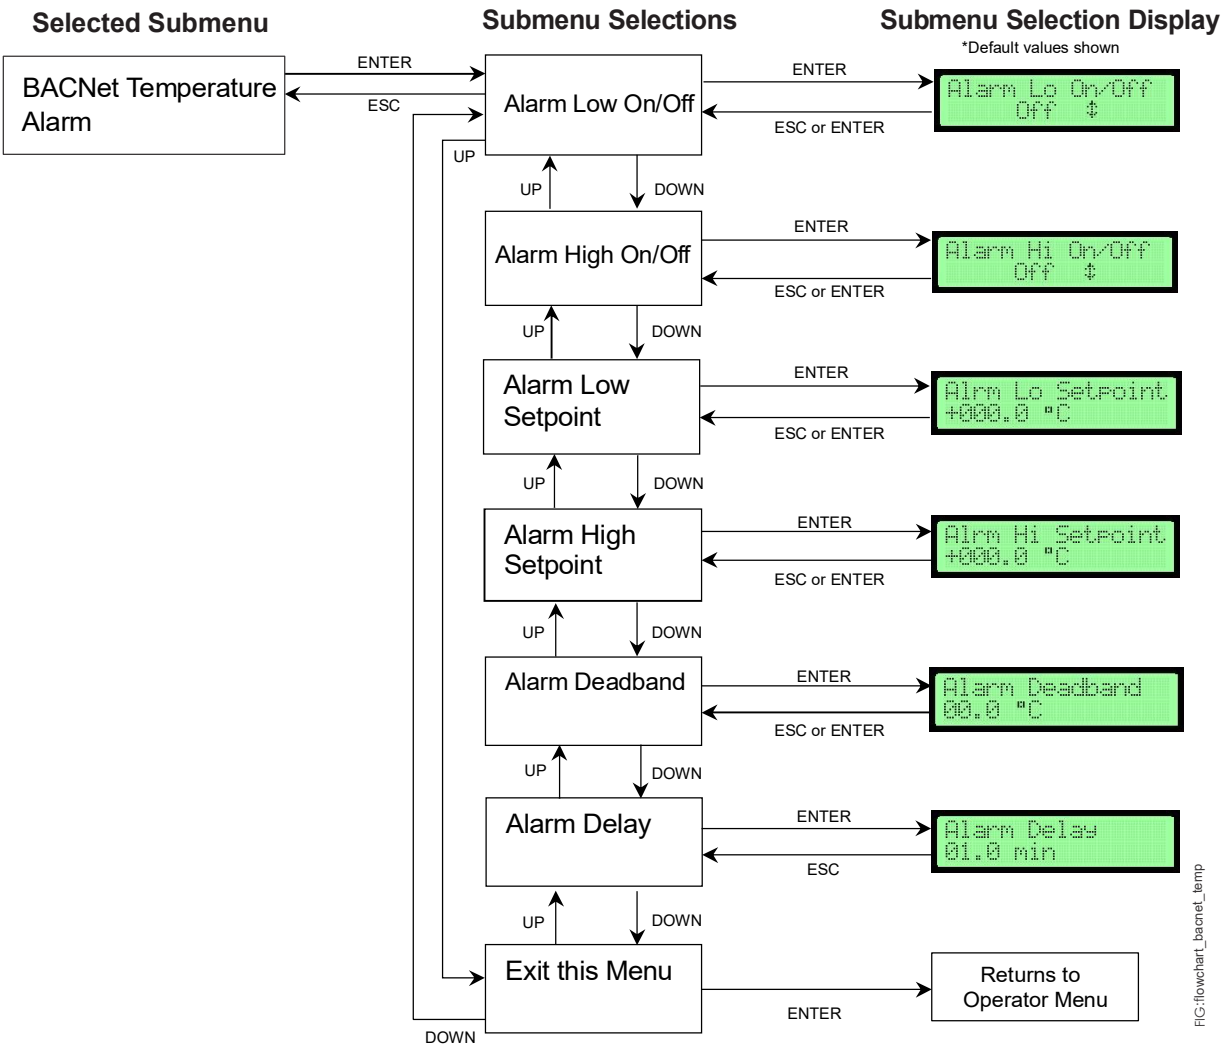 Selected Submenu
Submenu Selections
Submenu Selection Display
*Default values shown
BACNet Temperature
Alarm
ENTER
ESC
UP
Alarm Low On/Off
ENTER
ESC or ENTER
Alarm Lo On/Off
Off ⇕
UP
DOWN
Alarm High On/Off
ENTER
ESC or ENTER
Alarm Hi On/Off
Off ⇕
UP
DOWN
Alarm Low
Setpoint
ENTER
ESC or ENTER
Alrm Lo Setpoint
+000.0 °C
UP
DOWN
Alarm High
Setpoint
ENTER
ESC or ENTER
Alrm Hi Setpoint
+000.0 °C
UP
DOWN
Alarm Deadband
ENTER
ESC or ENTER
Alarm Deadband
00.0 °C
UP
DOWN
Alarm Delay
ENTER
ESC
Alarm Delay
01.0 min
UP
DOWN
Exit this Menu
ENTER
Returns to
Operator Menu
DOWN
FIG:flowchart_bacnet_temp